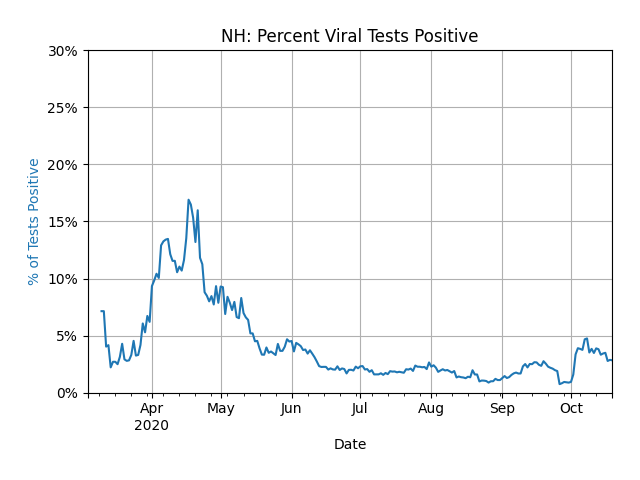 NH: Percent Viral Tests Positive
30%
25%
20%
15%
10%
5%
0%
% of Tests Positive
Apr May Jun Jul Aug Sep Oct
2020
Date